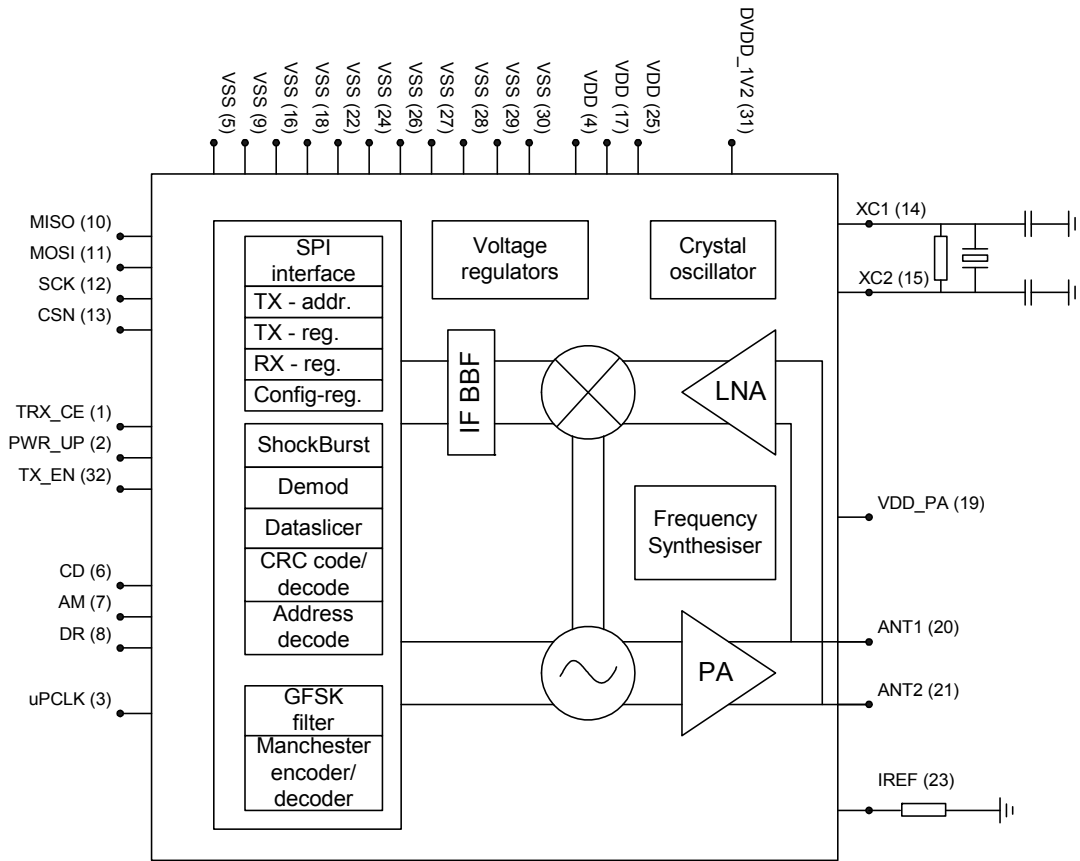 VSS (5)
VSS (9)
VSS (16)
VSS (18)
VSS (22)
VSS (24)
VSS (26)
VSS (27)
VSS (28)
VSS (29)
VSS (30)
VDD (4)
VDD (17)
VDD (25)
DVDD_1V2 (31)
MISO (10)
MOSI (11)
SCK (12)
CSN (13)
TRX_CE (1)
PWR_UP (2)
TX_EN (32)
CD (6)
AM (7)
DR (8)
uPCLK (3)
SPI
interface
TX - addr.
TX - reg.
RX - reg.
Config-reg.
ShockBurst
Demod
Dataslicer
CRC code/
decode
Address
decode
GFSK
filter
Manchester
encoder/
decoder
Voltage
regulators
Crystal
oscillator
IF BBF
LNA
Frequency
Synthesiser
PA
XC1 (14)
XC2 (15)
VDD_PA (19)
ANT1 (20)
ANT2 (21)
IREF (23)